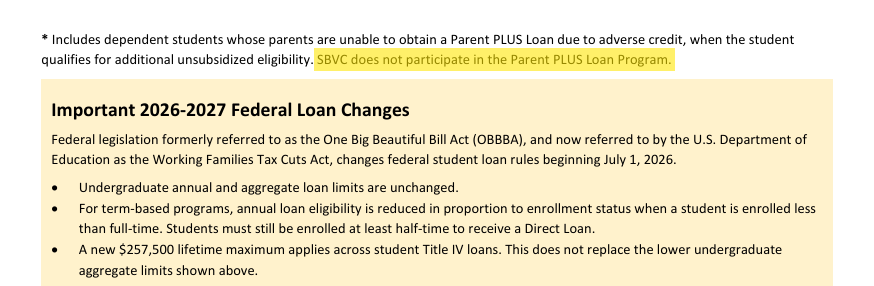 * Includes dependent students whose parents are unable to obtain a Parent PLUS Loan due to adverse credit, when the student
qualifies for additional unsubsidized eligibility. SBVC does not participate in the Parent PLUS Loan Program.
Important 2026-2027 Federal Loan Changes
Federal legislation formerly referred to as the One Big Beautiful Bill Act (OBBBA), and now referred to by the U.S. Department of
Education as the Working Families Tax Cuts Act, changes federal student loan rules beginning July 1, 2026.
• Undergraduate annual and aggregate loan limits are unchanged.
• For term-based programs, annual loan eligibility is reduced in proportion to enrollment status when a student is enrolled less
than full-time. Students must still be enrolled at least half-time to receive a Direct Loan.
• A new $257,500 lifetime maximum applies across student Title IV loans. This does not replace the lower undergraduate
aggregate limits shown above.